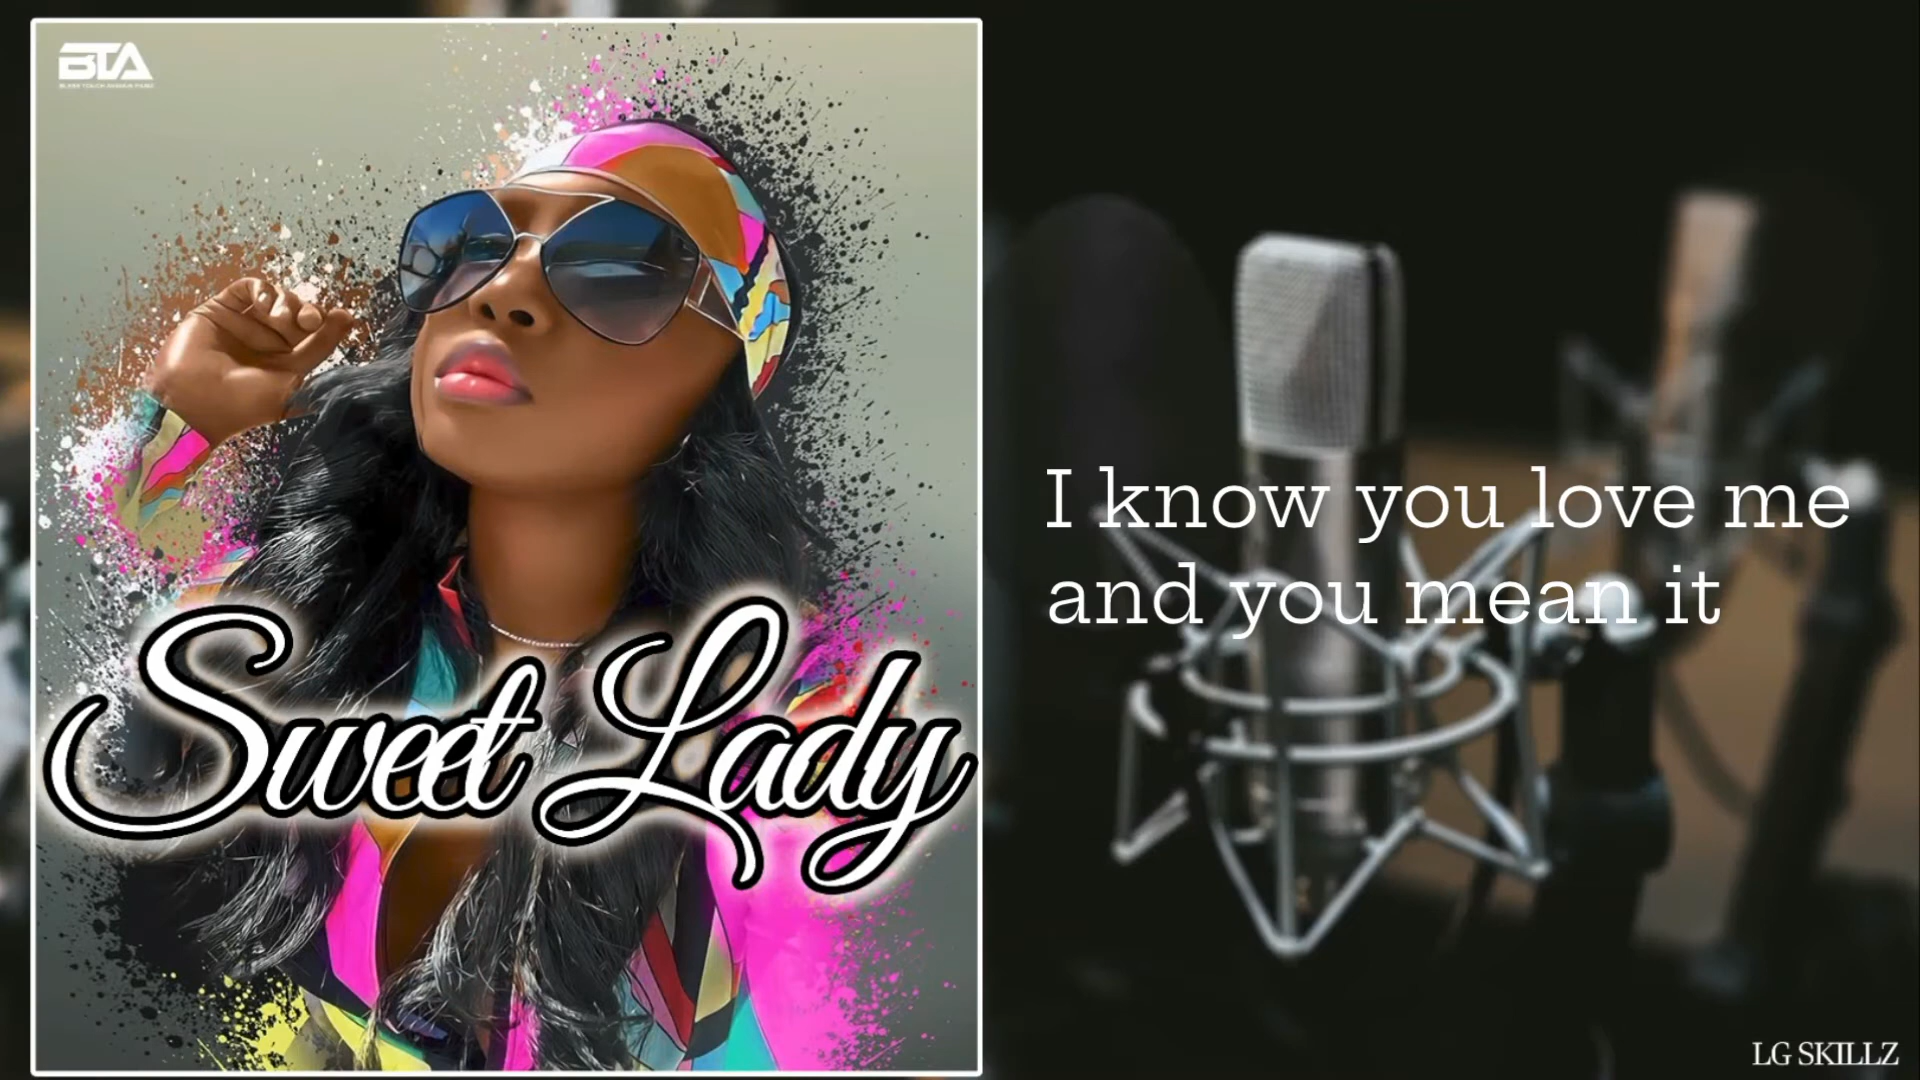 BTA
Sweet Lady
I know you love me
and you mean it
LG SKILLZ